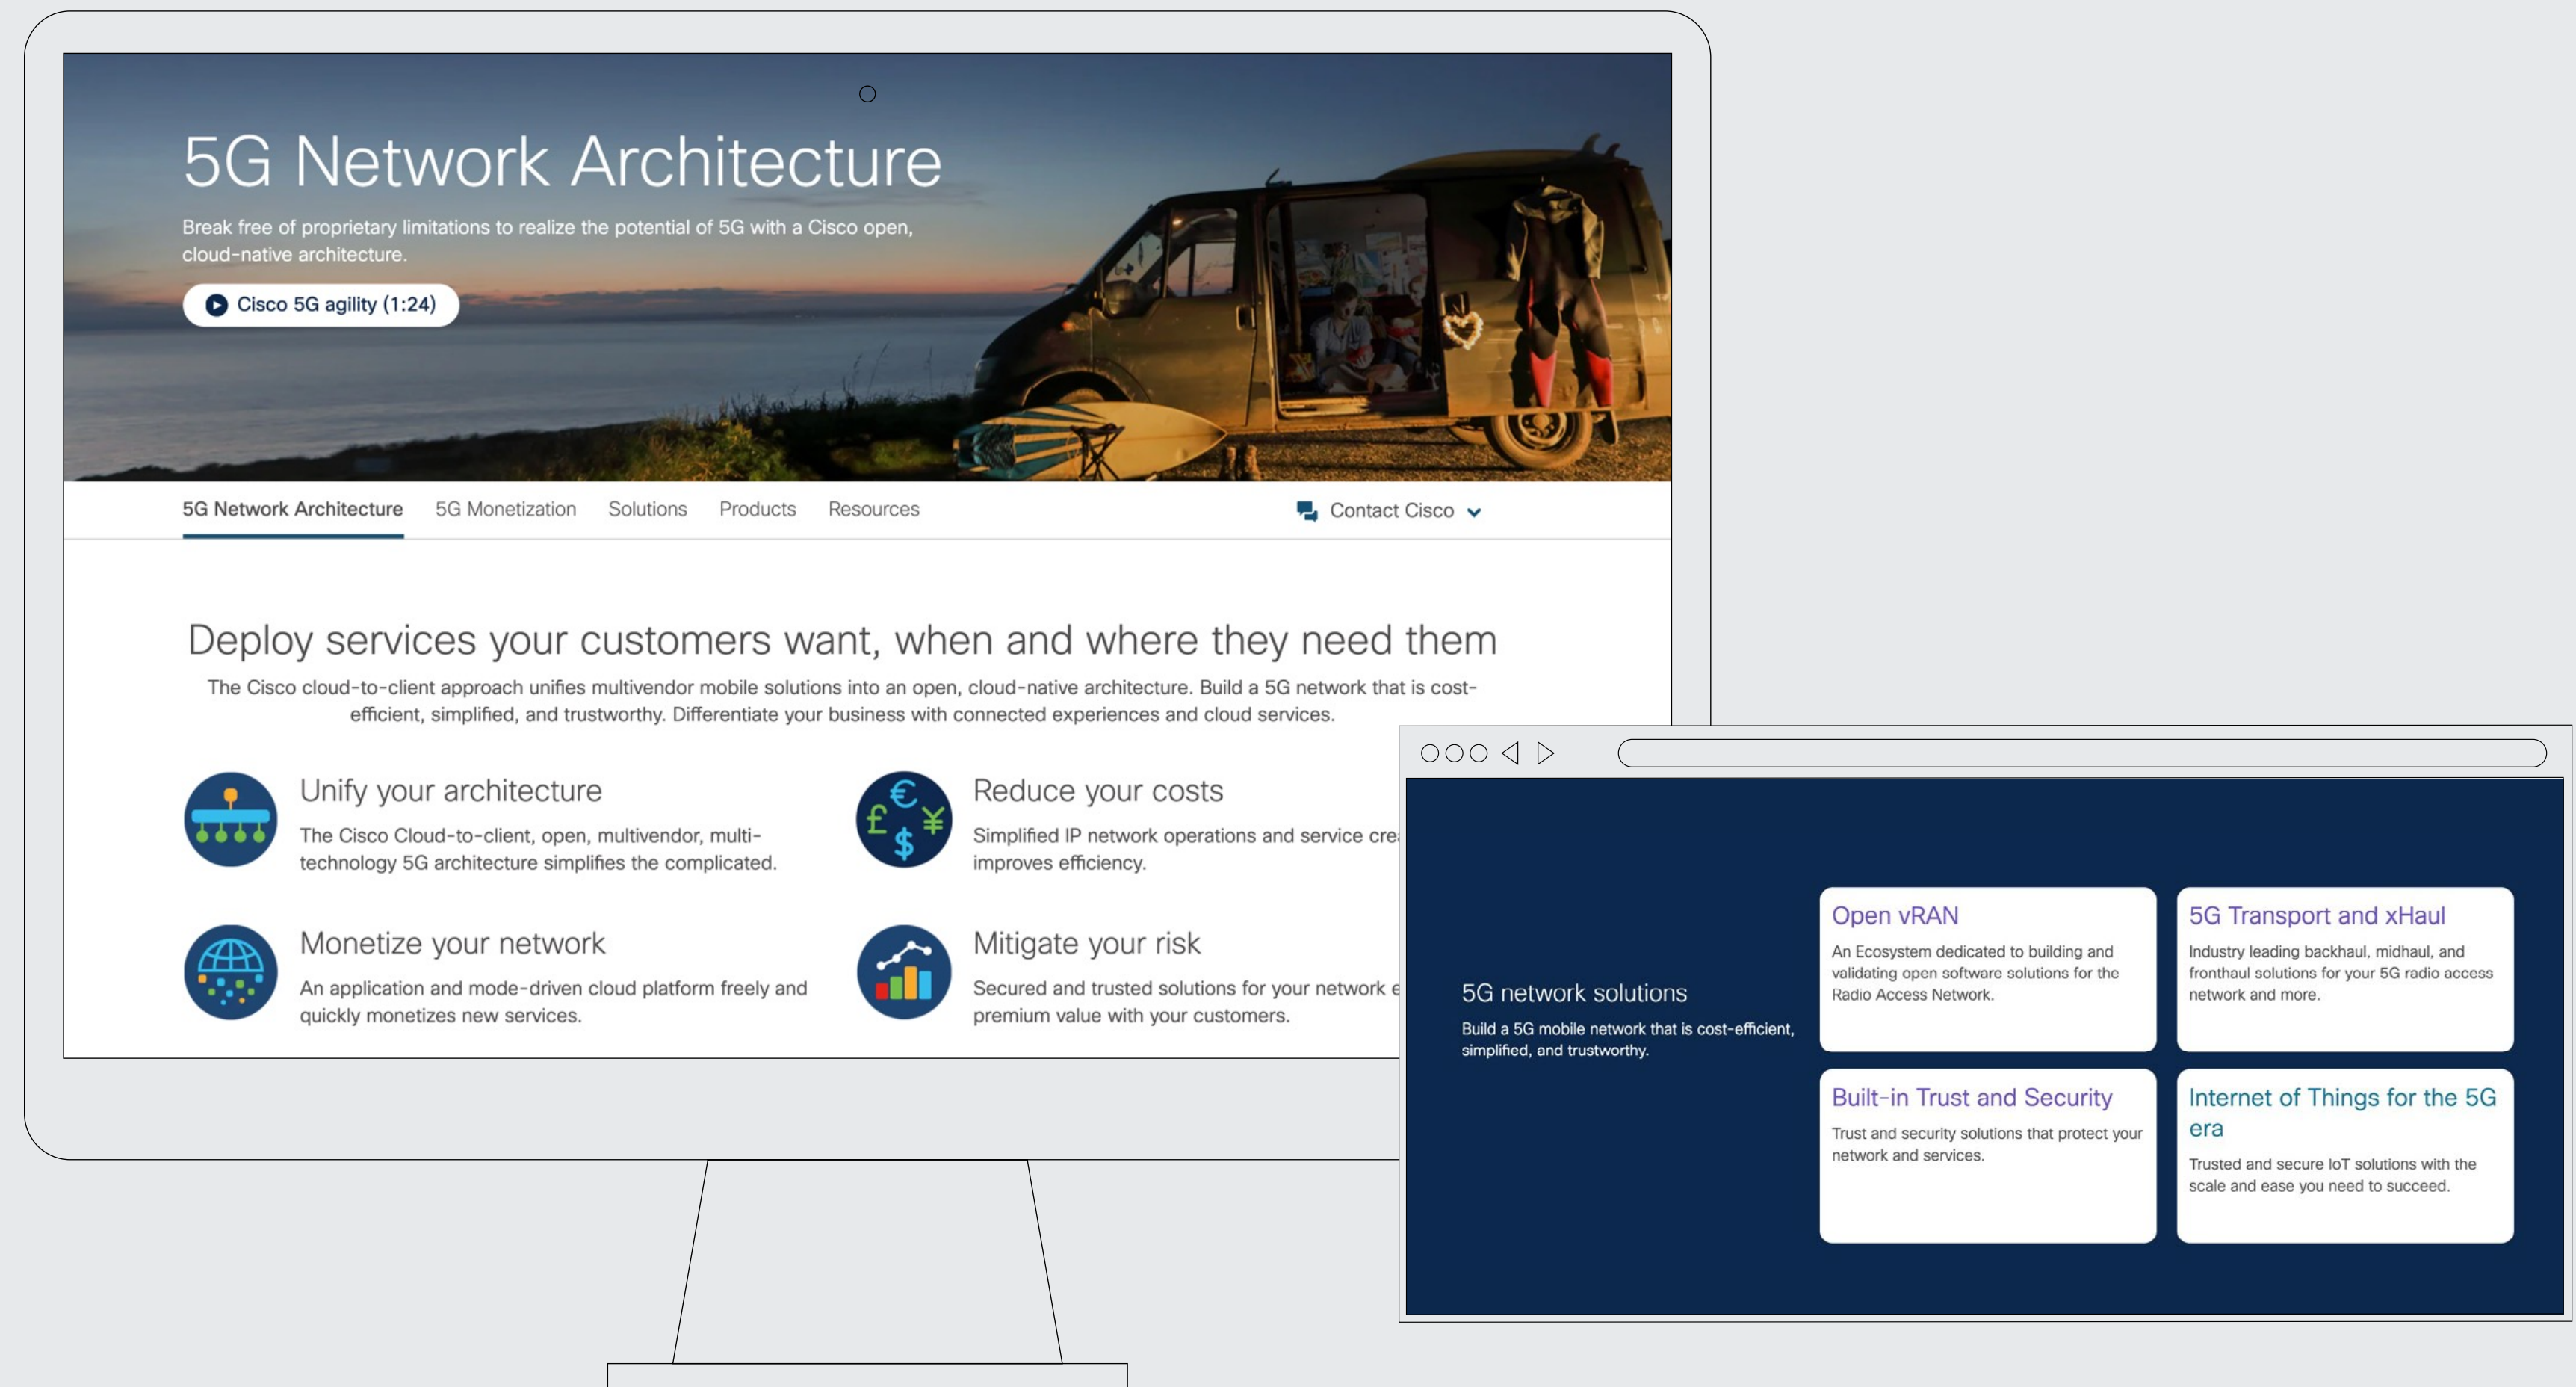 5G Network Architecture
Break free of proprietary limitations to realize the potential of 5G with a Cisco open,
cloud-native architecture.
Cisco 5G agility (1:24)
5G Network Architecture
5G Monetization
Solutions
Products
Resources
Contact Cisco
Deploy services your customers want, when and where they need them
The Cisco cloud-to-client approach unifies multivendor mobile solutions into an open, cloud-native architecture. Build a 5G network that is cost-
efficient, simplified, and trustworthy. Differentiate your business with connected experiences and cloud services.
Unify your architecture
The Cisco Cloud-to-client, open, multivendor, multi-
technology 5G architecture simplifies the complicated.
Reduce your costs
Simplified IP network operations and service
improves efficiency.
Monetize your network
An application and mode-driven cloud platform freely and
quickly monetizes new services.
Mitigate your risk
Secured and trusted solutions for your network
premium value with your customers.
5G network solutions
Build a 5G mobile network that is cost-efficient,
simplified, and trustworthy.
Open vRAN
An Ecosystem dedicated to building and
validating open software solutions for the
Radio Access Network.
5G Transport and xHaul
Industry leading backhaul, midhaul, and
fronthaul solutions for your 5G radio access
network and more.
Built-in Trust and Security
Trust and security solutions that protect your
network and services.
Internet of Things for the 5G
era
Trusted and secure IoT solutions with the
scale and ease you need to succeed.